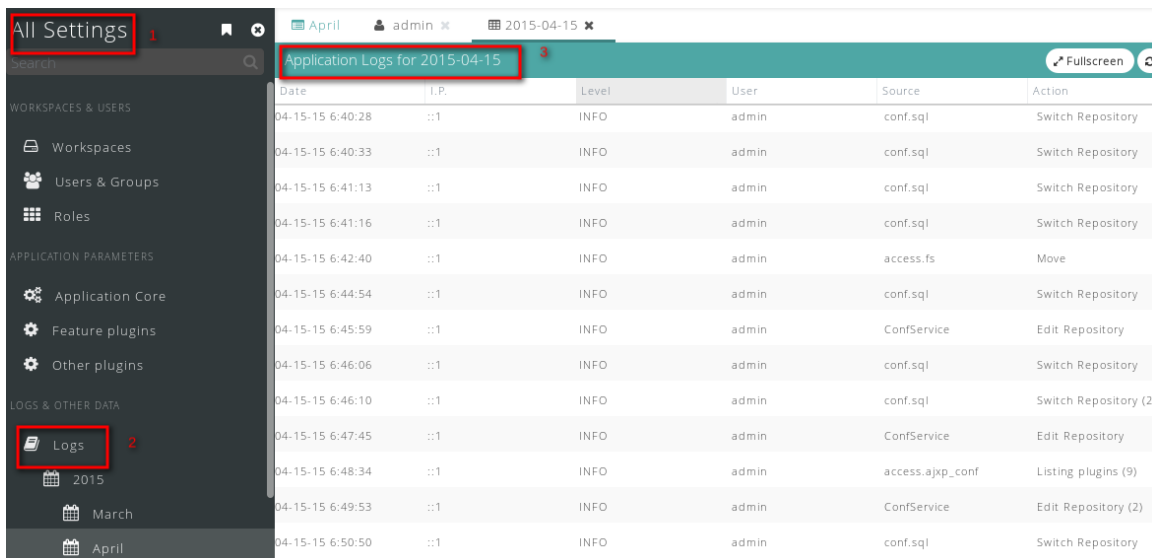 All Settings 1
Search
WORKSPACES & USERS
Workspaces
Users & Groups
Roles
APPLICATION PARAMETERS
Application Core
Feature plugins
Other plugins
LOGS & OTHER DATA
Logs 2
2015
March
April
April admin 2015-04-15
Application Logs for 2015-04-15 3 Fullscreen
Date I.P. Level User Source Action
04-15-15 6:40:28 ::1 INFO admin conf.sql Switch Repository
04-15-15 6:40:33 ::1 INFO admin conf.sql Switch Repository
04-15-15 6:41:13 ::1 INFO admin conf.sql Switch Repository
04-15-15 6:41:16 ::1 INFO admin conf.sql Switch Repository
04-15-15 6:42:40 ::1 INFO admin access.fs Move
04-15-15 6:44:54 ::1 INFO admin conf.sql Switch Repository
04-15-15 6:45:59 ::1 INFO admin ConfService Edit Repository
04-15-15 6:46:06 ::1 INFO admin conf.sql Switch Repository
04-15-15 6:46:10 ::1 INFO admin conf.sql Switch Repository (2
04-15-15 6:47:45 ::1 INFO admin ConfService Edit Repository
04-15-15 6:48:34 ::1 INFO admin access.ajxp_conf Listing plugins (9)
04-15-15 6:49:53 ::1 INFO admin ConfService Edit Repository (2)
04-15-15 6:50:50 ::1 INFO admin conf.sql Switch Repository